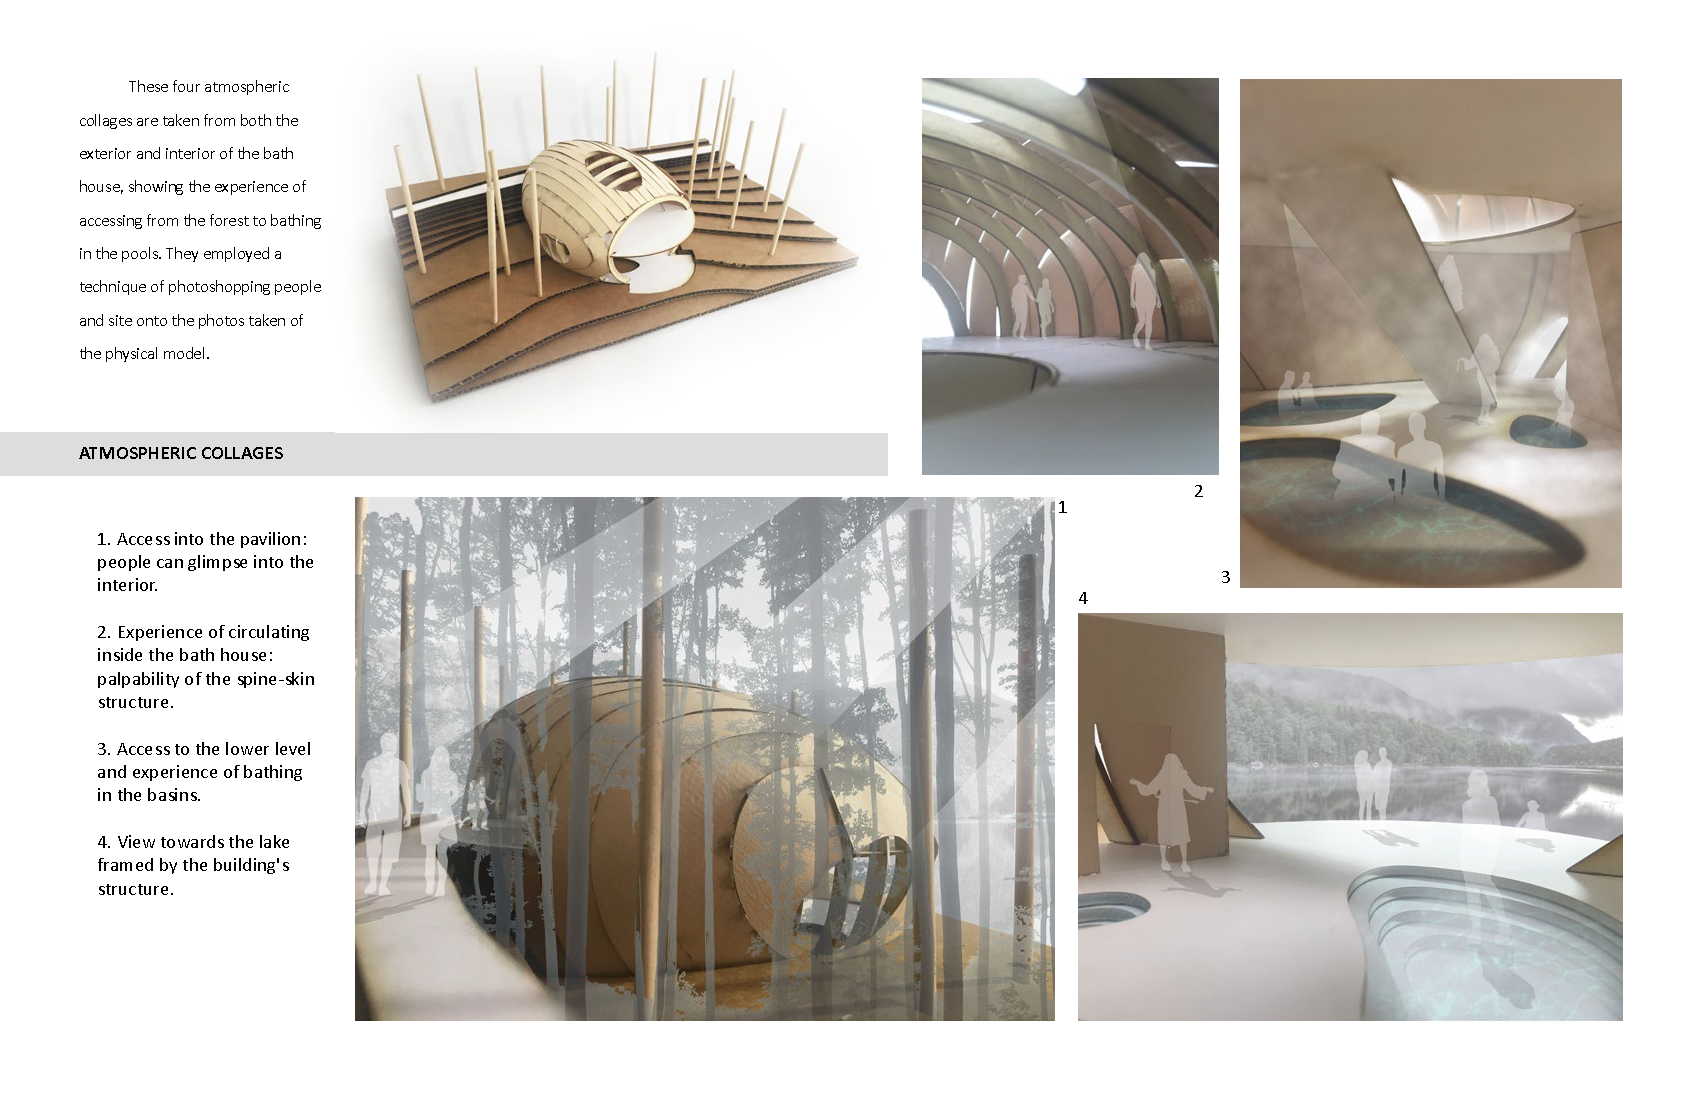 These four atmospheric
collages are taken from both the
exterior and interior of the bath
house, showing the experience of
accessing from the forest to bathing
in the pools. They employed a
technique of photoshopping people
and site onto the photos taken of
the physical model.
ATMOSPHERIC COLLAGES
1. Access into the pavilion:
people can glimpse into the
interior.
2. Experience of circulating
inside the bath house:
palpability of the spine-skin
structure.
3. Access to the lower level
and experience of bathing
in the basins.
4. View towards the lake
framed by the building's
structure.
2
1
3
4